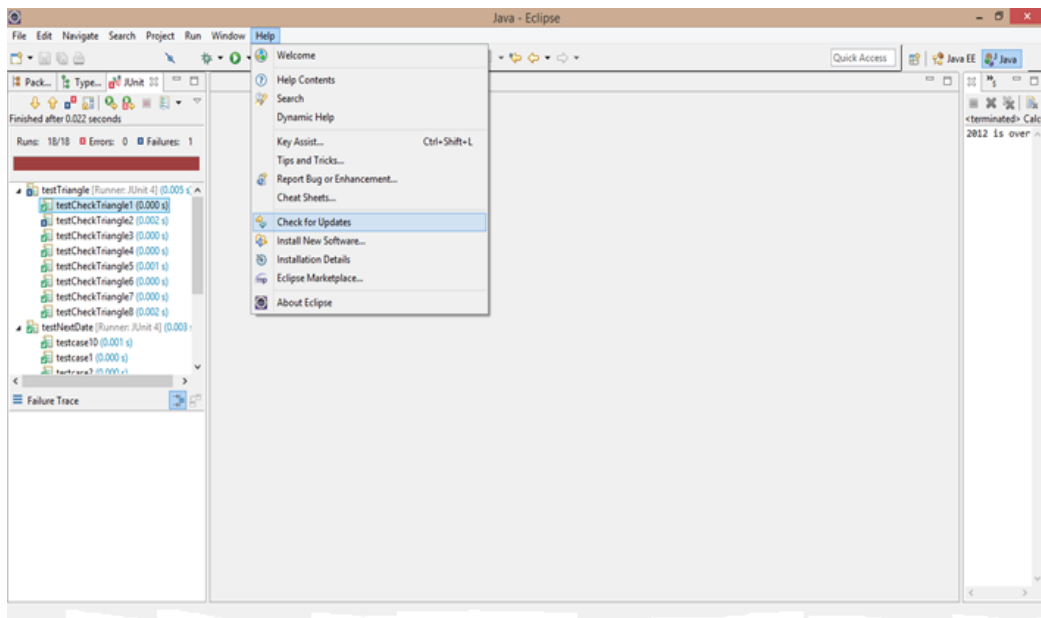 Java - Eclipse
File Edit Navigate Search Project Run Window Help
Quick Access
Java EE
Java
Pack...
Type...
JUnit
Finished after 0.022 seconds
Runs: 18/18 Errors: 0 Failures: 1
testTriangle [Runner: JUnit 4] (0.005 s
testCheckTriangle1 (0.000 s)
testCheckTriangle2 (0.002 s)
testCheckTriangle3 (0.000 s)
testCheckTriangle4 (0.000 s)
testCheckTriangle5 (0.001 s)
testCheckTriangle6 (0.000 s)
testCheckTriangle7 (0.000 s)
testCheckTriangle8 (0.002 s)
testNextDate [Runner: JUnit 4] (0.003
testcase10 (0.001 s)
testcase1 (0.000 s)
Failure Trace
Welcome
Help Contents
Search
Dynamic Help
Key Assist... Ctrl+Shift+L
Tips and Tricks...
Report Bug or Enhancement...
Cheat Sheets...
Check for Updates
Install New Software...
Installation Details
Eclipse Marketplace...
About Eclipse
<terminated> Calc
2012 is over